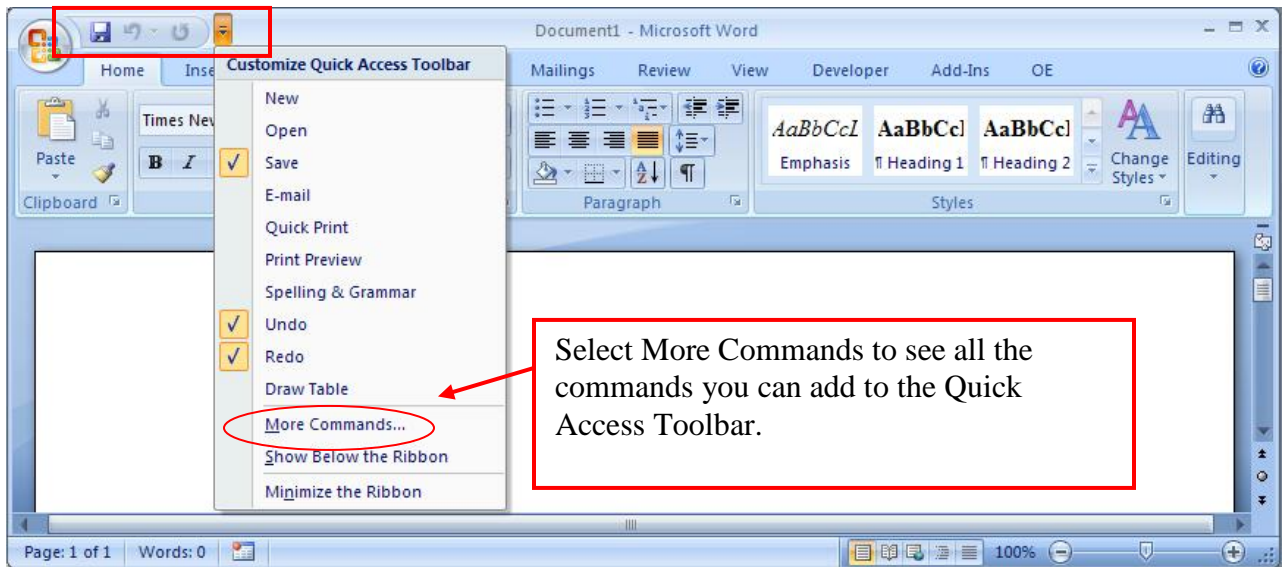 Document1 - Microsoft Word
Home Inse Mailings Review View Developer Add-Ins OE
Customize Quick Access Toolbar
New
Open
Save
E-mail
Quick Print
Print Preview
Spelling & Grammar
Undo
Redo
Draw Table
More Commands...
Show Below the Ribbon
Minimize the Ribbon
Paste
Clipboard
Times New
B I
Paragraph
AaBbCcI AaBbCcl AaBbCcl
Emphasis ¶ Heading 1 ¶ Heading 2
Change
Styles
Styles
Editing
Select More Commands to see all the
commands you can add to the Quick
Access Toolbar.
Page: 1 of 1 Words: 0 100%